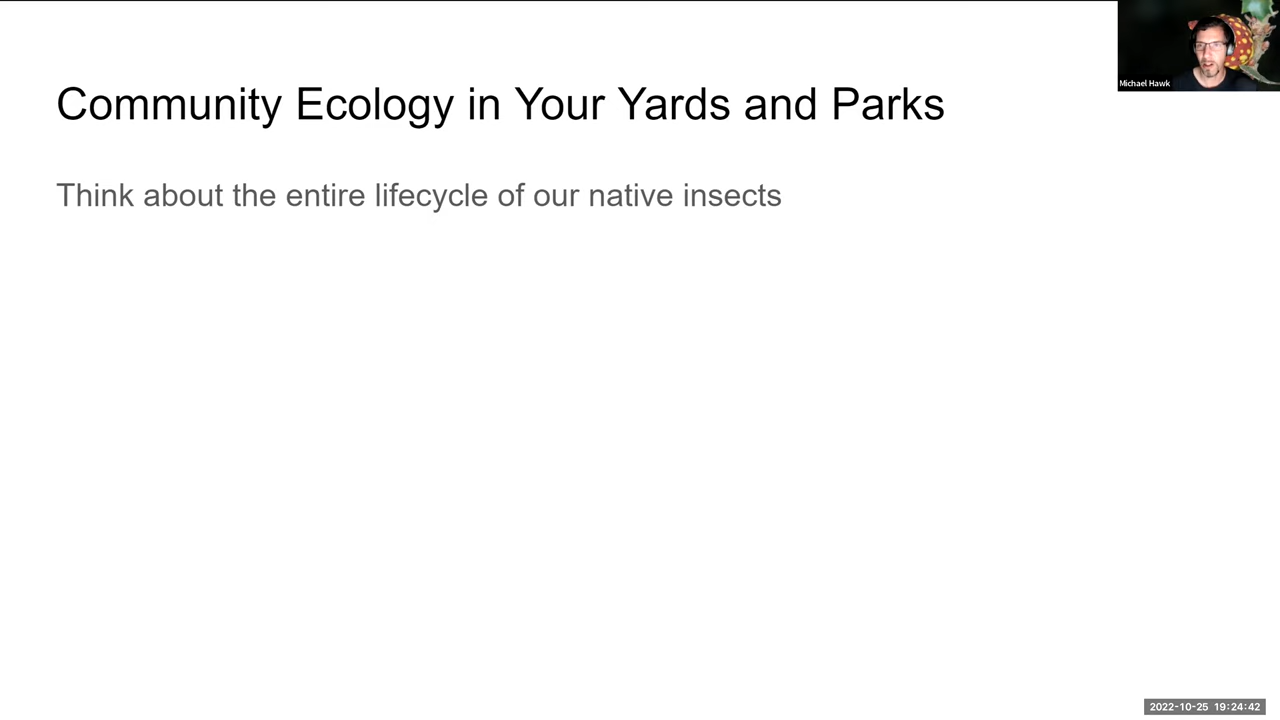 Michael Hawk
Community Ecology in Your Yards and Parks
Think about the entire lifecycle of our native insects
2022-10-25 19:24:42